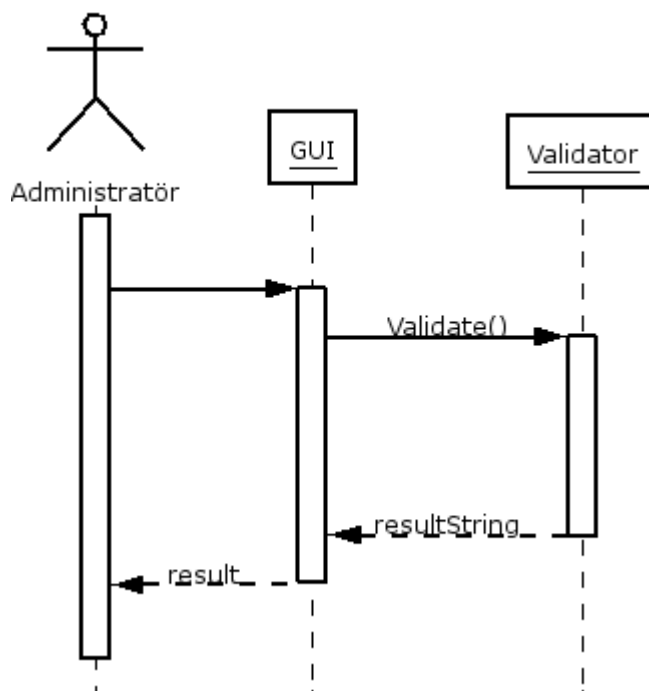 GUI
Validator
Administratör
Validate()
resultString
result